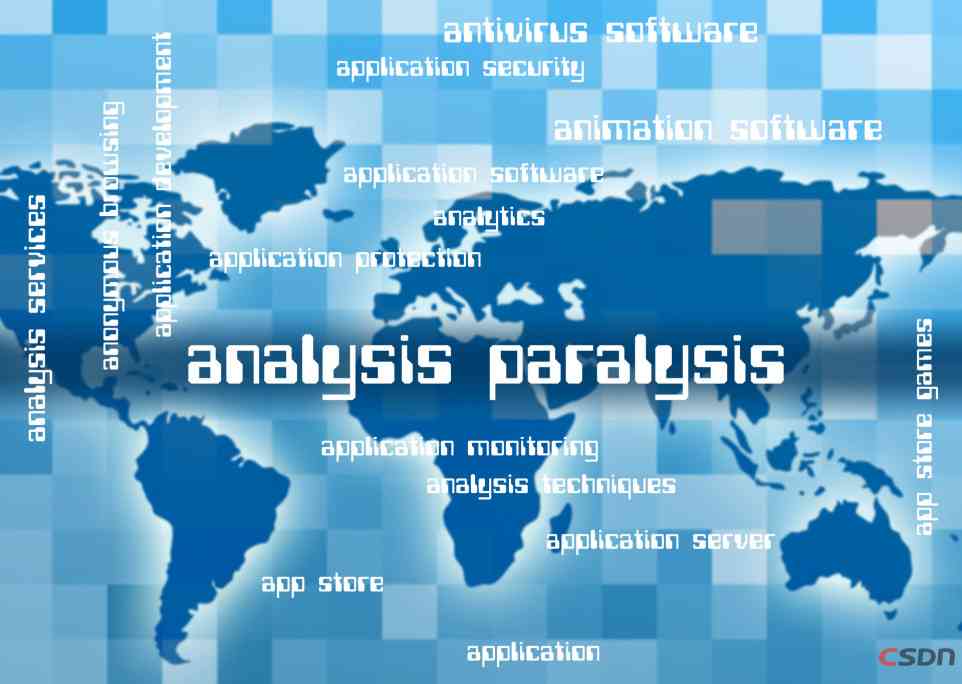 antivirus software
application security
animation software
application development
anonymous browsing
application software
analysis services
analytics
application protection
analysis paralysis
app store games
application monitoring
analysis techniques
application server
app store
application
CSDN